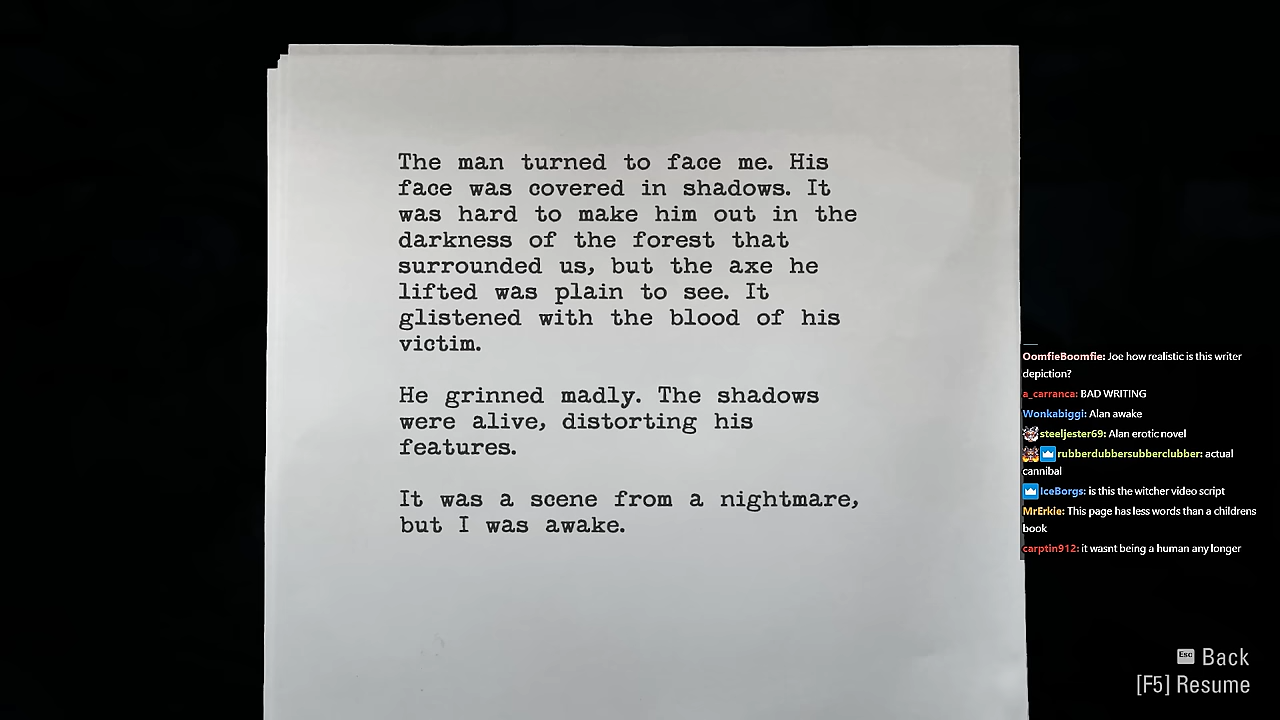 The man turned to face me. His
face was covered in shadows. It
was hard to make him out in the
darkness of the forest that
surrounded us, but the axe he
lifted was plain to see. It
glistened with the blood of his
victim.
He grinned madly. The shadows
were alive, distorting his
features.
It was a scene from a nightmare,
but I was awake.
OomfieBoomfie: Joe how realistic is this writer
depiction?
a_carranca: BAD WRITING
Wonkabiggi: Alan awake
steeljester69: Alan erotic novel
rubberdubbersubberclubber: actual
cannibal
IceBorgs: is this the witcher video script
MrErkie: This page has less words than a childrens
book
carptin912: it wasnt being a human any longer
Esc Back
[F5] Resume